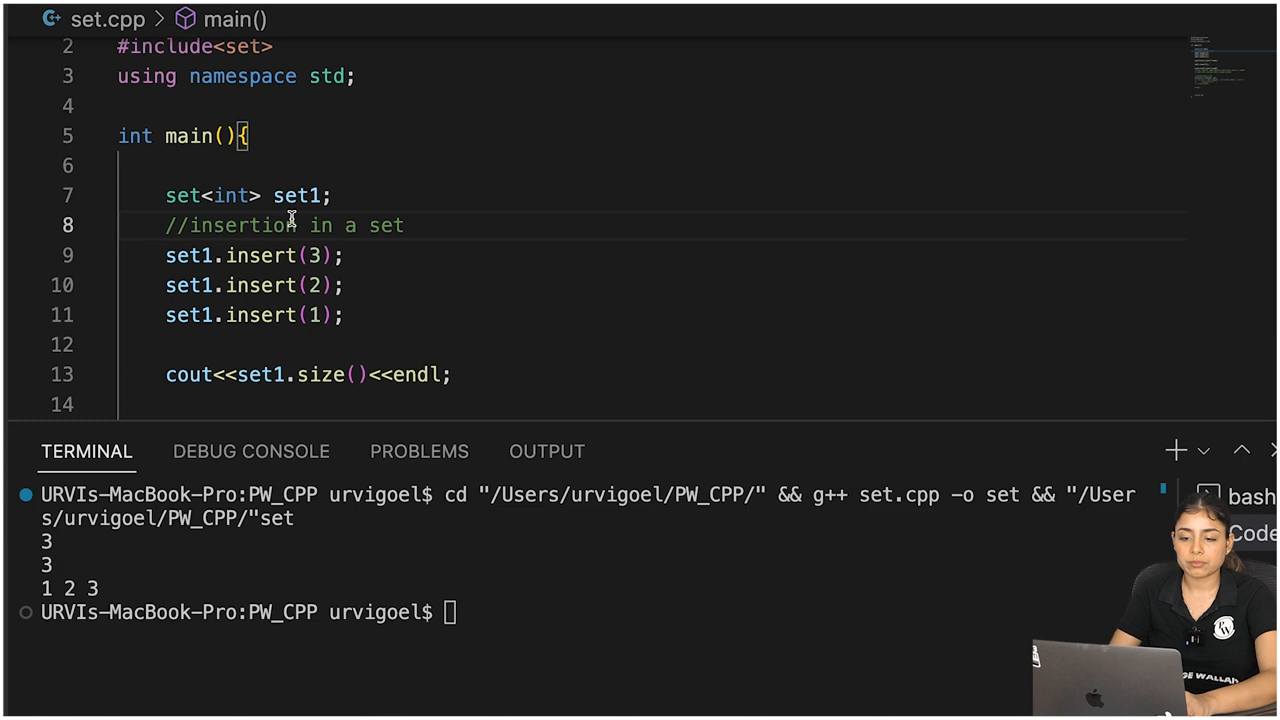 set.cpp > main()
2 #include<set>
3 using namespace std;
4
5 int main(){
6
7 set<int> set1;
8 //insertion in a set
9 set1.insert(3);
10 set1.insert(2);
11 set1.insert(1);
12
13 cout<<set1.size()<<endl;
14
TERMINAL DEBUG CONSOLE PROBLEMS OUTPUT
URVIs-MacBook-Pro:PW_CPP urvigoel$ cd "/Users/urvigoel/PW_CPP/" && g++ set.cpp -o set && "/User
s/urvigoel/PW_CPP/"set
3
3
1 2 3
URVIs-MacBook-Pro:PW_CPP urvigoel$
bash
Code
PW